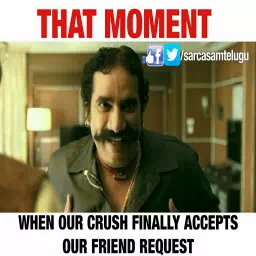 THAT MOMENT
/sarcasamtelugu
WHEN OUR CRUSH FINALLY ACCEPTS
OUR FRIEND REQUEST